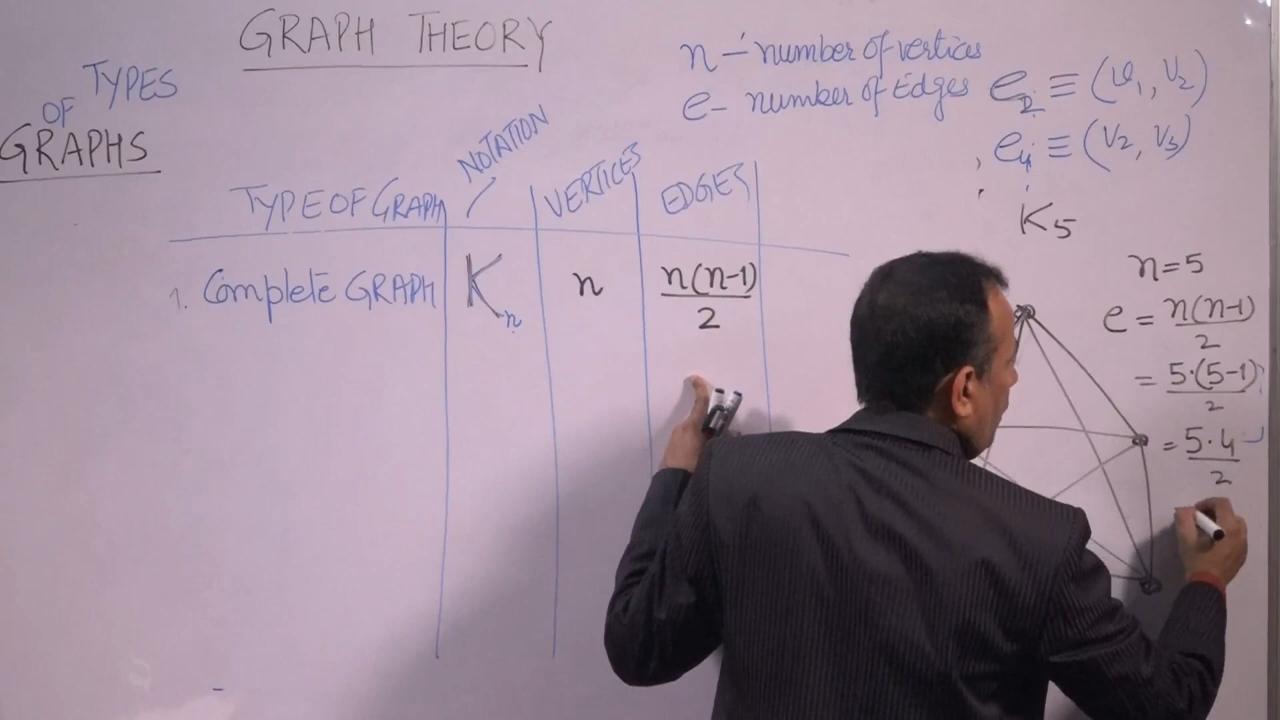 GRAPH THEORY
TYPES
OF
GRAPHS
n – number of vertices
e – number of Edges
e₂ ≡ (v₁, v₂)
e₄ ≡ (v₂, v₃)
TYPE OF GRAPH NOTATION VERTICES EDGES
1. Complete GRAPH Kₙ n n(n-1)/2
K₅
n=5
e = n(n-1)/2
= 5·(5-1)/2
= 5·4/2